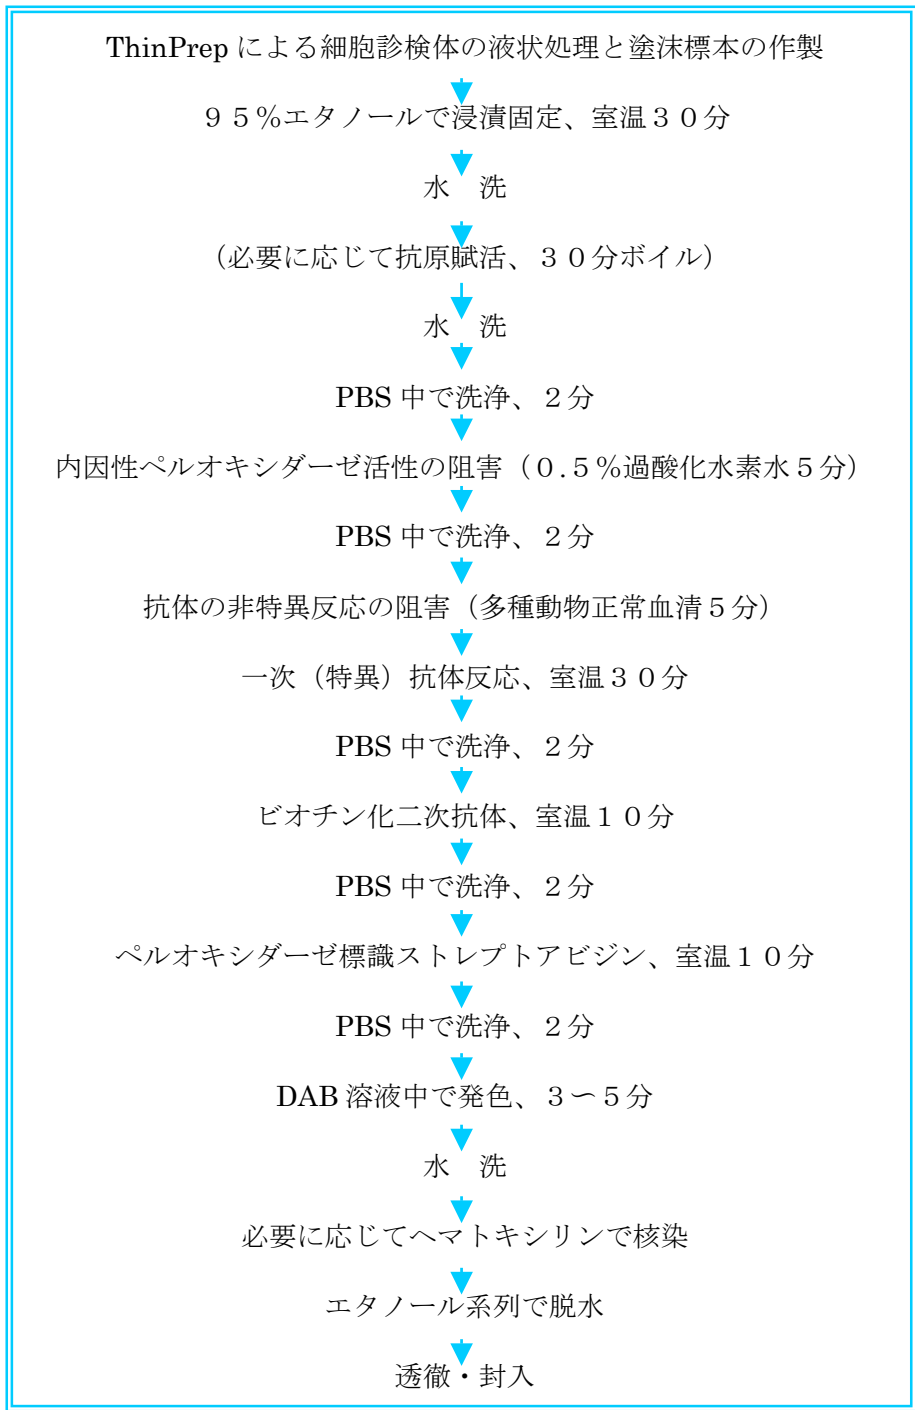 ThinPrep による細胞診検体の液状処理と塗沫標本の作製
９５％エタノールで浸漬固定、室温３０分
水　洗
（必要に応じて抗原賦活、３０分ボイル）
水　洗
PBS 中で洗浄、２分
内因性ペルオキシダーゼ活性の阻害（０.５％過酸化水素水５分）
PBS 中で洗浄、２分
抗体の非特異反応の阻害（多種動物正常血清５分）
一次（特異）抗体反応、室温３０分
PBS 中で洗浄、２分
ビオチン化二次抗体、室温１０分
PBS 中で洗浄、２分
ペルオキシダーゼ標識ストレプトアビジン、室温１０分
PBS 中で洗浄、２分
DAB 溶液中で発色、３～５分
水　洗
必要に応じてヘマトキシリンで核染
エタノール系列で脱水
透徹・封入